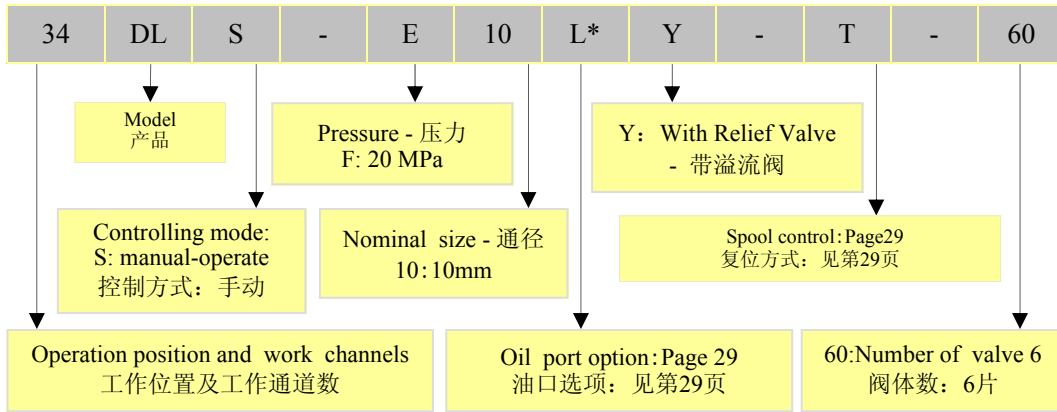 34 DL S - E 10 L* Y - T - 60
Model
产品
Pressure - 压力
F: 20 MPa
Y：With Relief Valve
- 带溢流阀
Controlling mode:
S: manual-operate
控制方式：手动
Nominal size - 通径
10:10mm
Spool control:Page29
复位方式：见第29页
Operation position and work channels
工作位置及工作通道数
Oil port option:Page 29
油口选项：见第29页
60:Number of valve 6
阀体数：6片